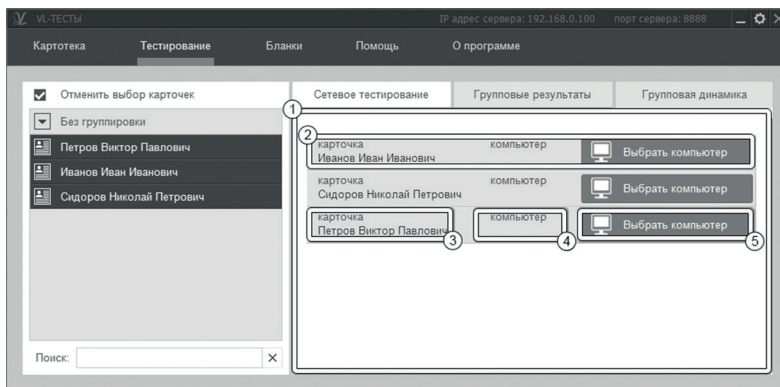 VL-ТЕСТЫ IP адрес сервера: 192.168.0.100 порт сервера: 8888
Картотека Тестирование Бланки Помощь О программе
Отменить выбор карточек
Без группировки
Петров Виктор Павлович
Иванов Иван Иванович
Сидоров Николай Петрович
Поиск:
Сетевое тестирование Групповые результаты Групповая динамика
1
2
карточка компьютер
Иванов Иван Иванович Выбрать компьютер
карточка компьютер
Сидоров Николай Петрович Выбрать компьютер
карточка компьютер
Петров Виктор Павлович Выбрать компьютер
3 4 5